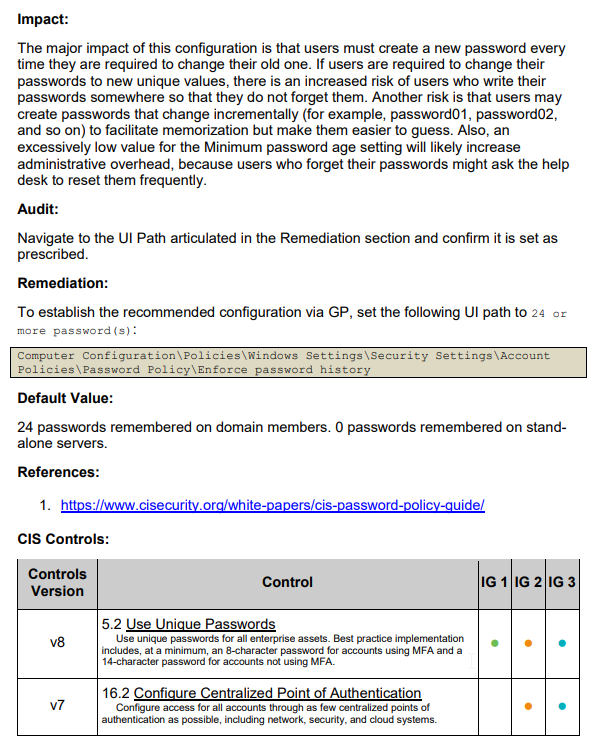 Impact:
The major impact of this configuration is that users must create a new password every
time they are required to change their old one. If users are required to change their
passwords to new unique values, there is an increased risk of users who write their
passwords somewhere so that they do not forget them. Another risk is that users may
create passwords that change incrementally (for example, password01, password02,
and so on) to facilitate memorization but make them easier to guess. Also, an
excessively low value for the Minimum password age setting will likely increase
administrative overhead, because users who forget their passwords might ask the help
desk to reset them frequently.
Audit:
Navigate to the UI Path articulated in the Remediation section and confirm it is set as
prescribed.
Remediation:
To establish the recommended configuration via GP, set the following UI path to 24 or
more password(s):
Computer Configuration\Policies\Windows Settings\Security Settings\Account
Policies\Password Policy\Enforce password history
Default Value:
24 passwords remembered on domain members. 0 passwords remembered on stand-
alone servers.
References:
1. https://www.cisecurity.org/white-papers/cis-password-policy-guide/
CIS Controls:
Controls Version Control IG 1 IG 2 IG 3
v8
5.2 Use Unique Passwords
Use unique passwords for all enterprise assets. Best practice implementation
includes, at a minimum, an 8-character password for accounts using MFA and a
14-character password for accounts not using MFA.
v7
16.2 Configure Centralized Point of Authentication
Configure access for all accounts through as few centralized points of
authentication as possible, including network, security, and cloud systems.